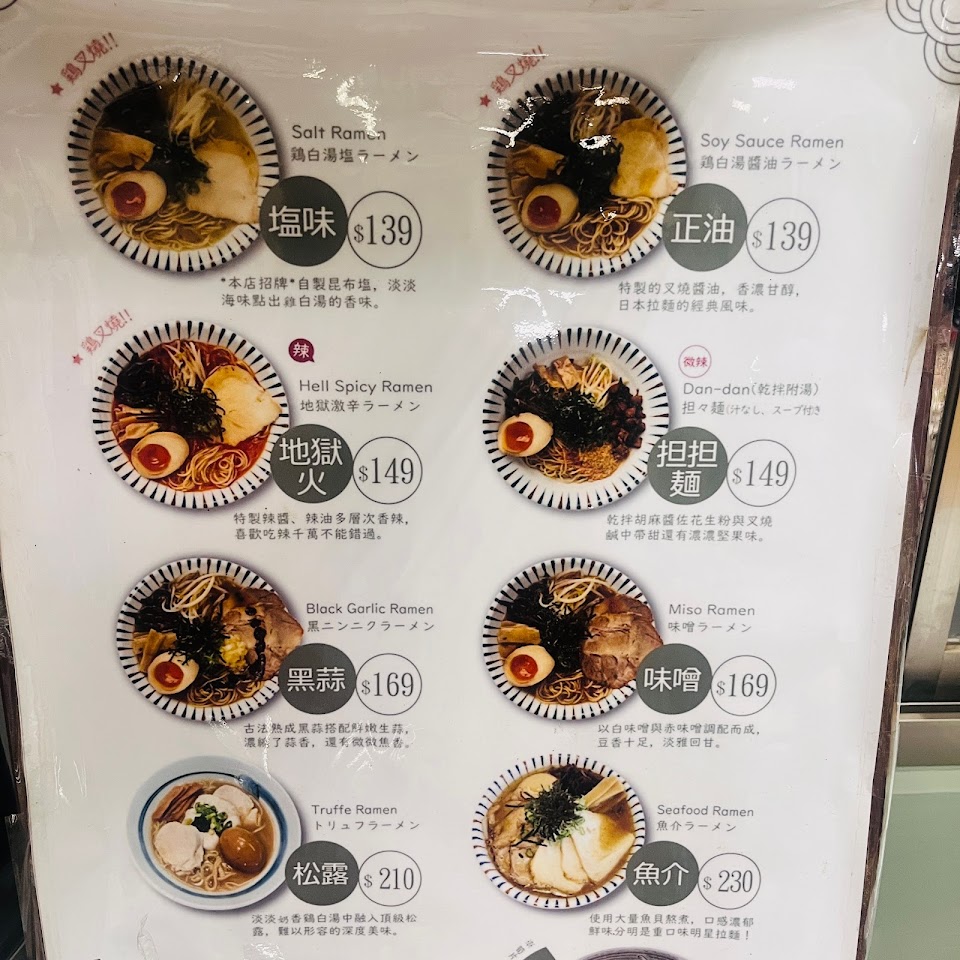 ★ 鶏叉燒!!
Salt Ramen
鶏白湯塩ラーメン
塩味
$139
*本店招牌*自製昆布塩，淡淡
海味點出雞白湯的香味。
★ 鶏叉燒!!
Soy Sauce Ramen
鶏白湯醬油ラーメン
正油
$139
特製的叉燒醬油，香濃甘醇，
日本拉麵的經典風味。
★ 鶏叉燒!!
辣
Hell Spicy Ramen
地獄激辛ラーメン
地獄
火
$149
特製辣醬、辣油多層次香辣，
喜歡吃辣千萬不能錯過。
微辣
Dan-dan(乾拌附湯)
担々麺(汁なし、スープ付き
担担
麺
$149
乾拌胡麻醬佐花生粉與叉燒
鹹中帶甜還有濃濃堅果味。
Black Garlic Ramen
黒ニンニクラーメン
黑蒜
$169
古法熟成黑蒜搭配鮮嫩生蒜，
濃縮了蒜香，還有微微焦香。
Miso Ramen
味噌ラーメン
味噌
$169
以白味噌與赤味噌調配而成，
豆香十足，淡雅回甘。
Truffe Ramen
トリュフラーメン
松露
$210
淡淡奶香鶏白湯中融入頂級松
露，難以形容的深度美味。
Seafood Ramen
魚介ラーメン
魚介
$230
使用大量魚貝熬煮，口感濃郁
鮮味分明是重口味明星拉麵！